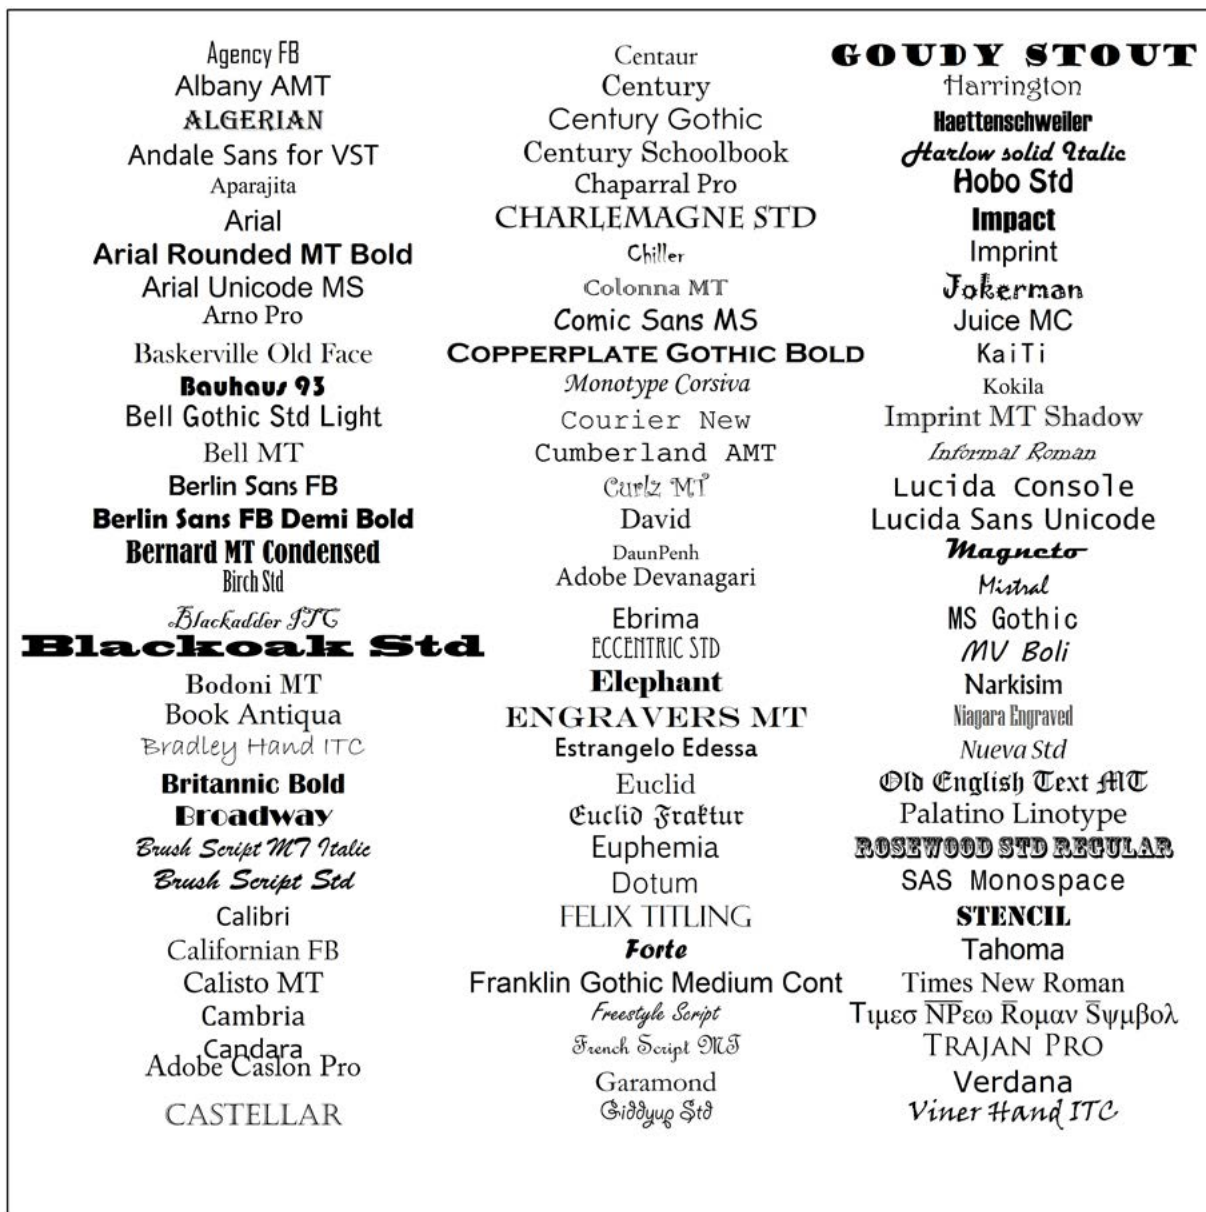 Agency FB
Albany AMT
ALGERIAN
Andale Sans for VST
Aparajita
Arial
Arial Rounded MT Bold
Arial Unicode MS
Arno Pro
Baskerville Old Face
Bauhaus 93
Bell Gothic Std Light
Bell MT
Berlin Sans FB
Berlin Sans FB Demi Bold
Bernard MT Condensed
Birch Std
Blackadder ITC
Blackoak Std
Bodoni MT
Book Antiqua
Bradley Hand ITC
Britannic Bold
Broadway
Brush Script MT Italic
Brush Script Std
Calibri
Californian FB
Calisto MT
Cambria
Candara
Adobe Caslon Pro
CASTELLAR
Centaur
Century
Century Gothic
Century Schoolbook
Chaparral Pro
CHARLEMAGNE STD
Chiller
Colonna MT
Comic Sans MS
COPPERPLATE GOTHIC BOLD
Monotype Corsiva
Courier New
Cumberland AMT
Curlz MT
David
DaunPenh
Adobe Devanagari
Ebrima
ECCENTRIC STD
Elephant
ENGRAVERS MT
Estrangelo Edessa
Euclid
Euclid Fraktur
Euphemia
Dotum
FELIX TITLING
Forte
Franklin Gothic Medium Cont
Freestyle Script
French Script MT
Garamond
Giddyup Std
GOUDY STOUT
Harrington
Haettenschweiler
Harlow solid Italic
Hobo Std
Impact
Imprint
Jokerman
Juice MC
KaiTi
Kokila
Imprint MT Shadow
Informal Roman
Lucida Console
Lucida Sans Unicode
Magneto
Mistral
MS Gothic
MV Boli
Narkisim
Niagara Engraved
Nueva Std
Old English Text MT
Palatino Linotype
ROSEWOOD STD REGULAR
SAS Monospace
STENCIL
Tahoma
Times New Roman
Τιμεσ N̅P̅εω R̅ομαν S̅ψμβολ
TRAJAN PRO
Verdana
Viner Hand ITC